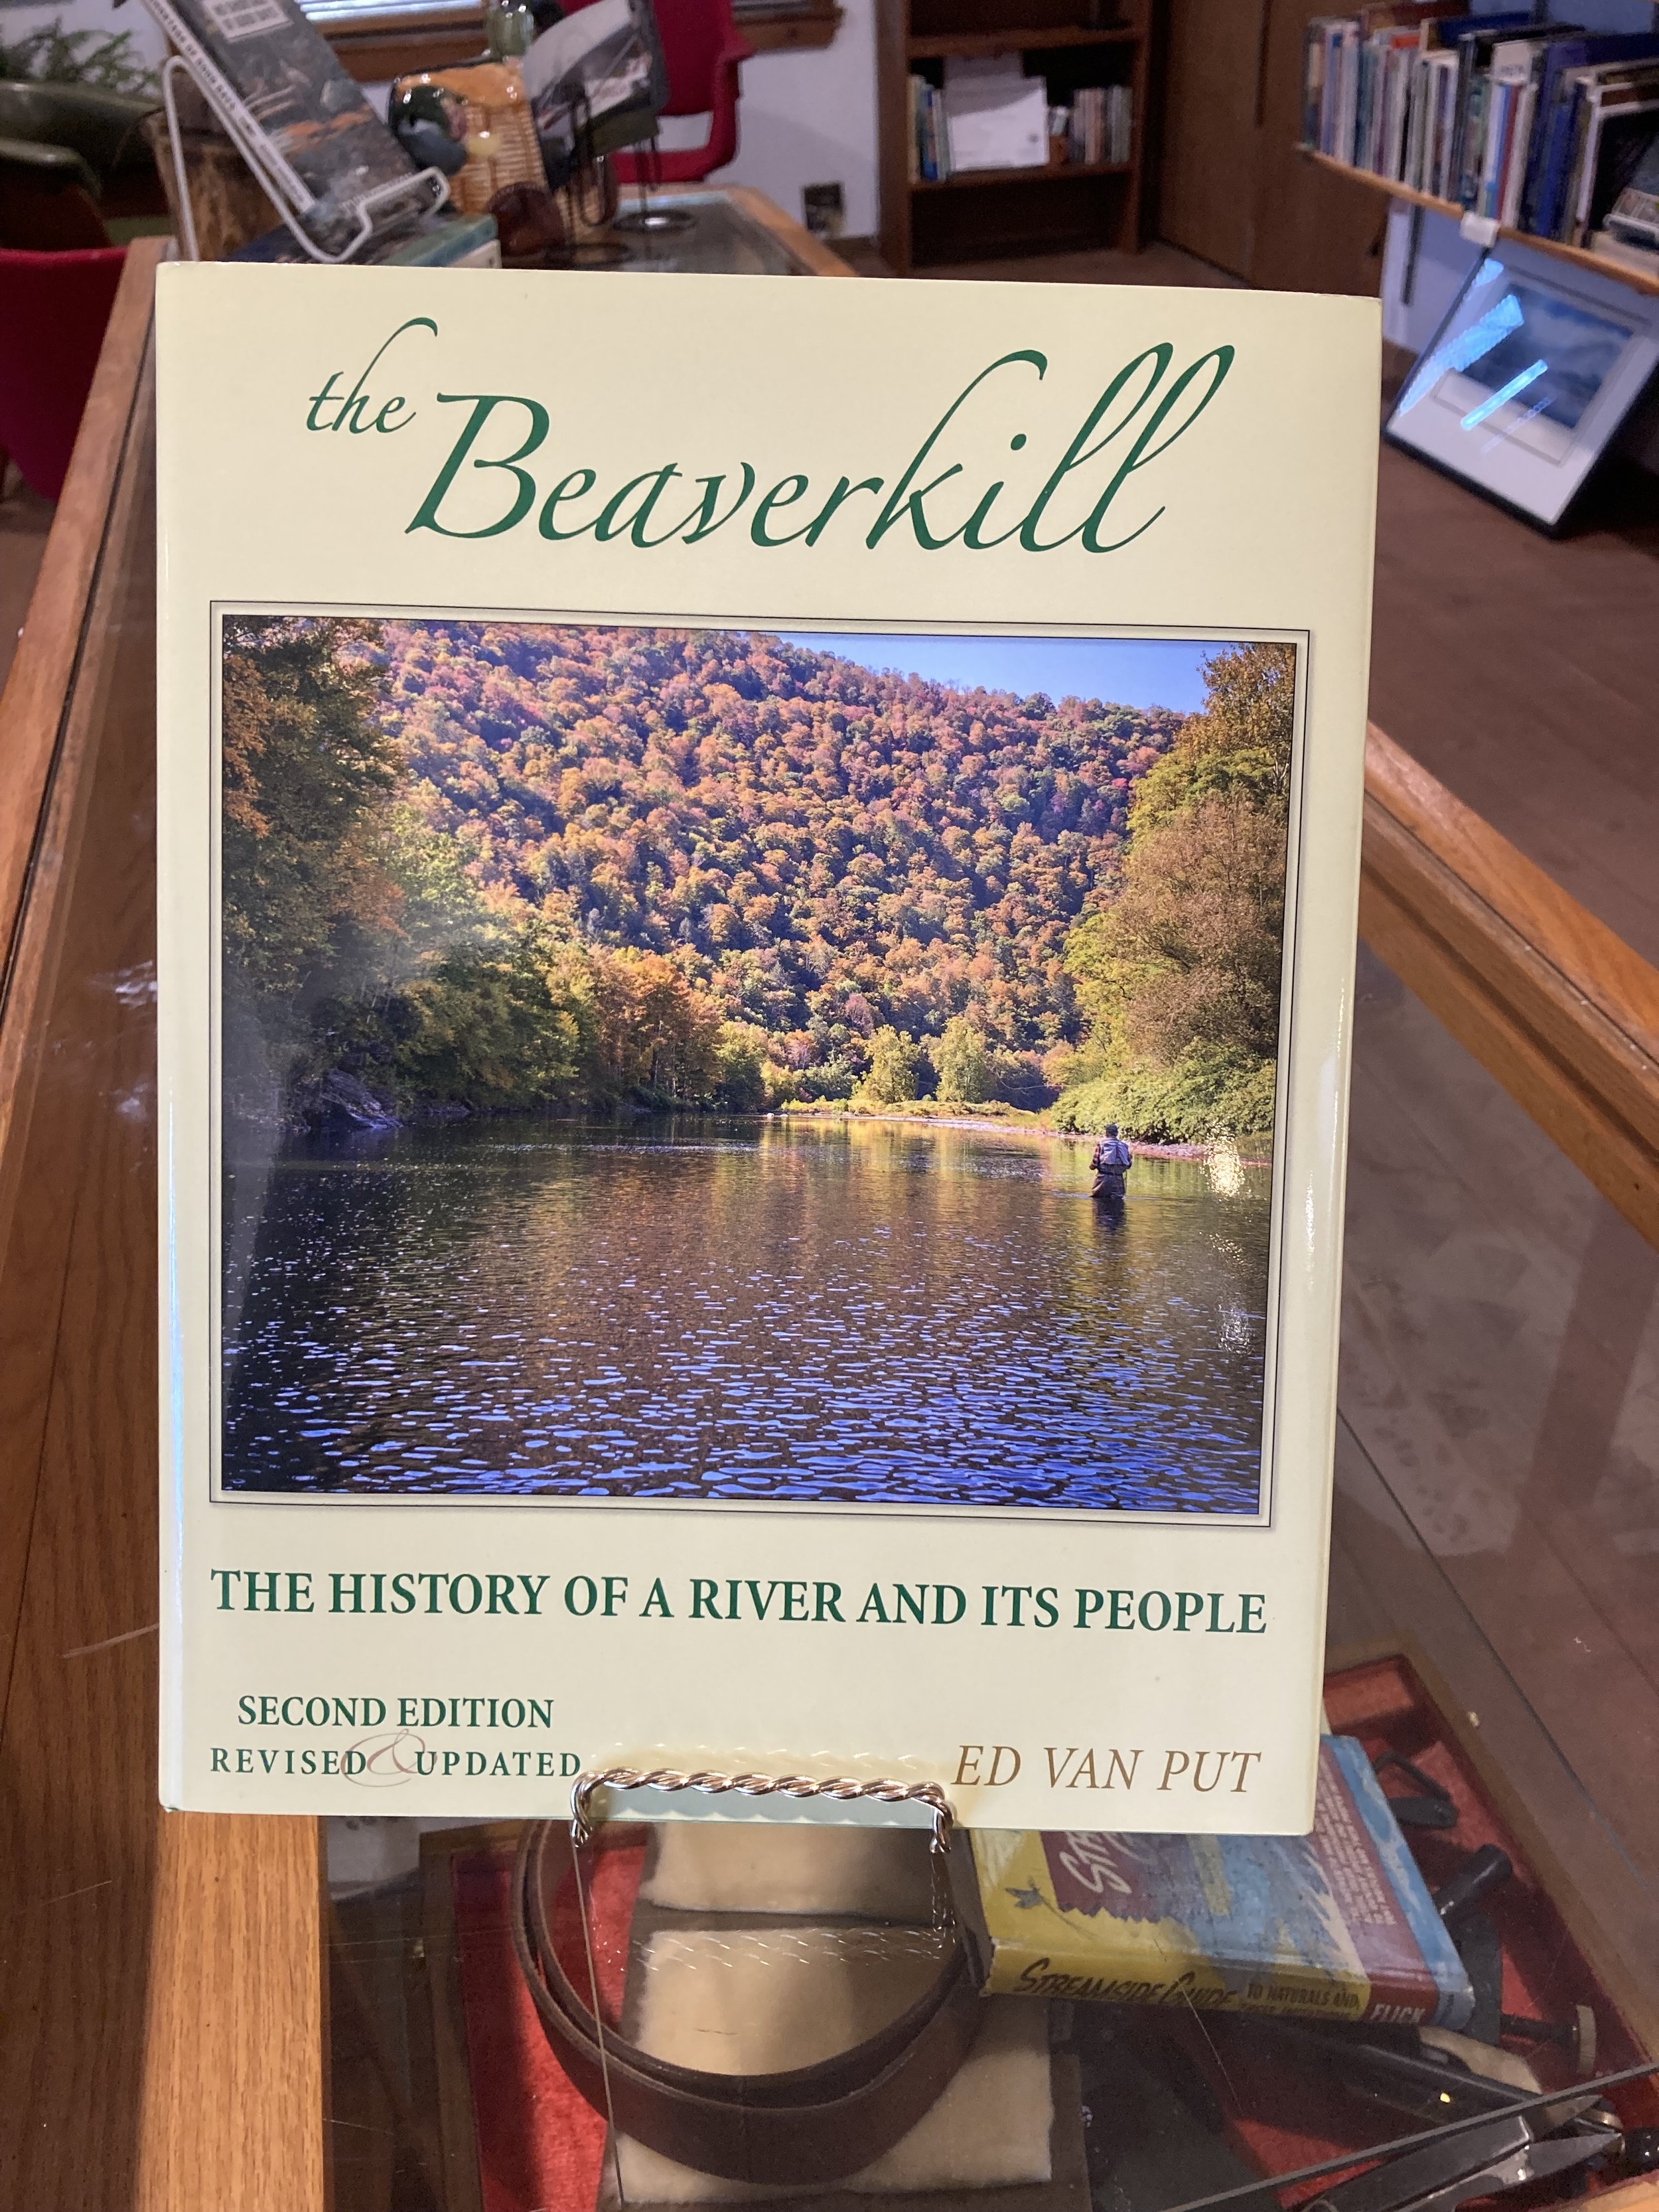 the Beaverkill
THE HISTORY OF A RIVER AND ITS PEOPLE
SECOND EDITION
REVISED & UPDATED
ED VAN PUT
STREAMSIDE GUIDE
TO NATURALS AND
FLICK